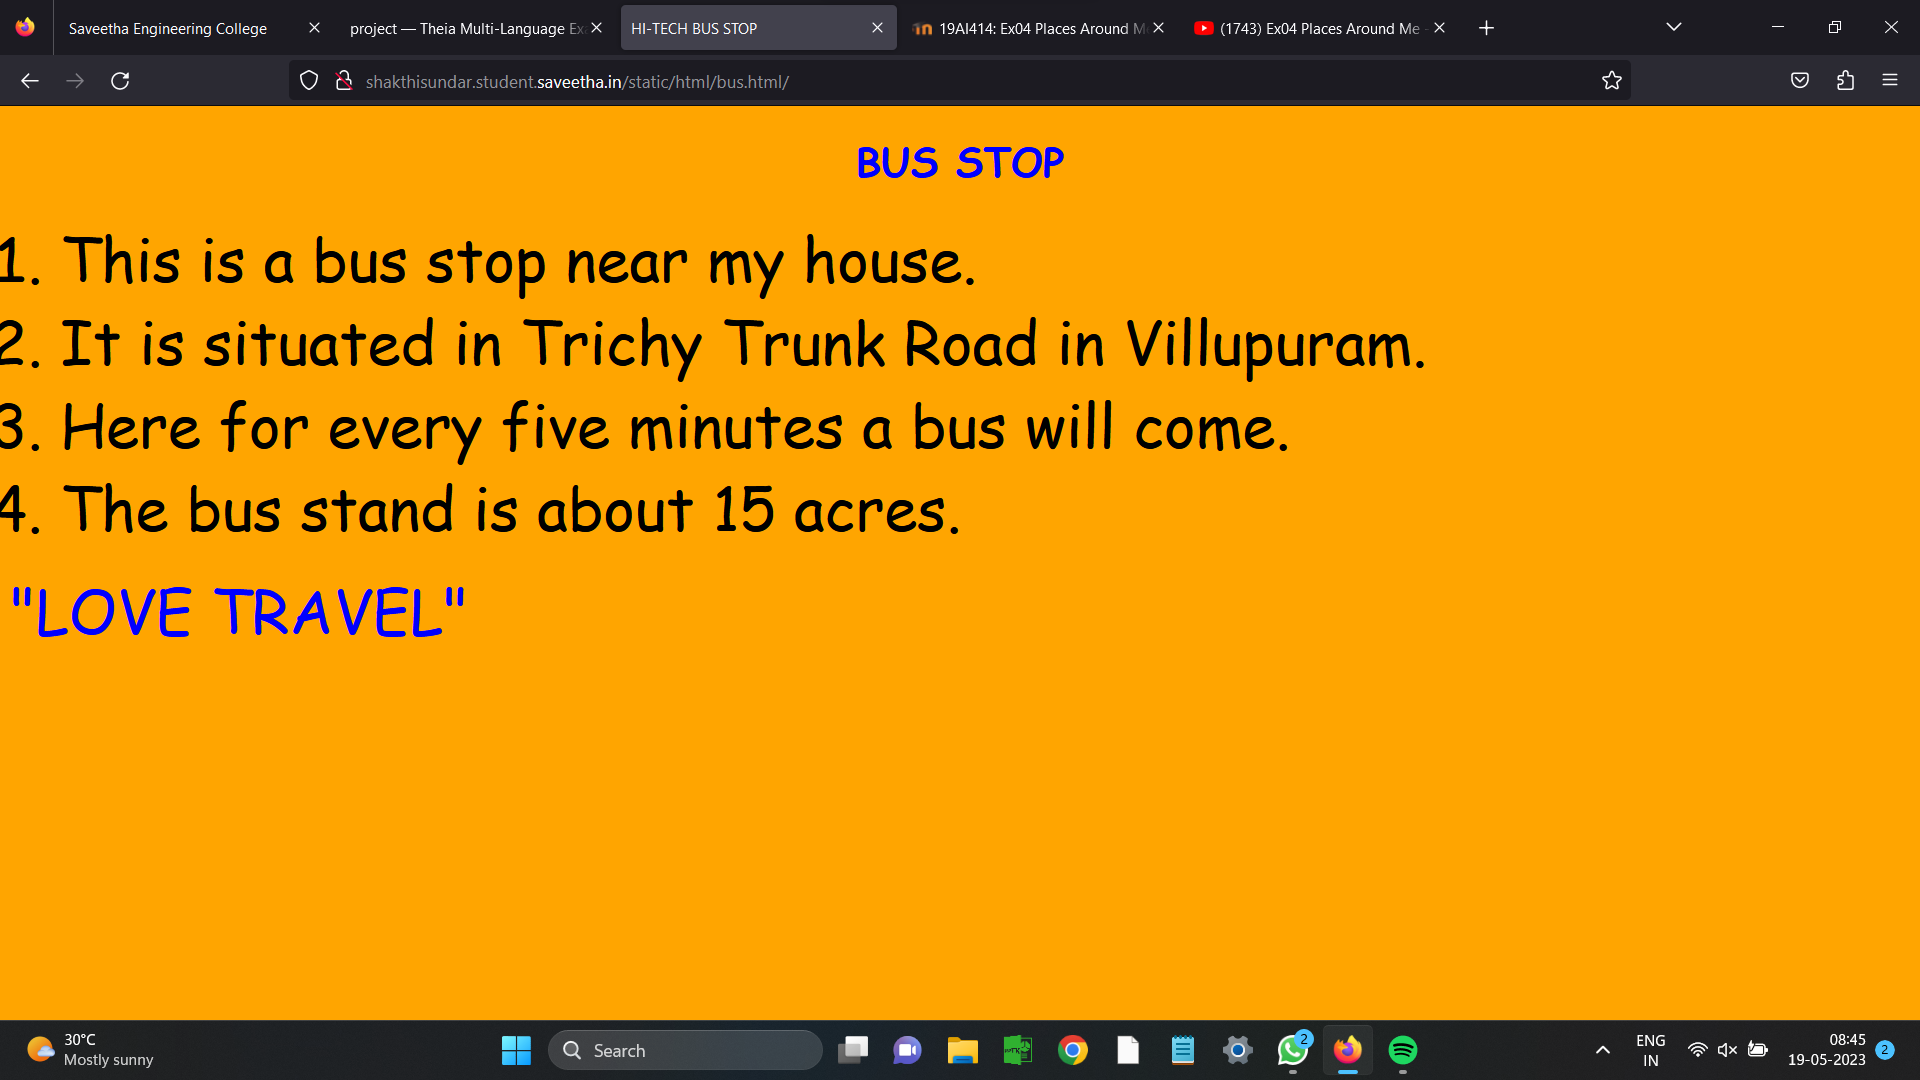 Saveetha Engineering College
project — Theia Multi-Language Ex
HI-TECH BUS STOP
19AI414: Ex04 Places Around M
(1743) Ex04 Places Around Me -
shakthisundar.student.saveetha.in/static/html/bus.html/
BUS STOP
1. This is a bus stop near my house.
2. It is situated in Trichy Trunk Road in Villupuram.
3. Here for every five minutes a bus will come.
4. The bus stand is about 15 acres.
"LOVE TRAVEL"
30°C
Mostly sunny
Search
2
ENG
IN
08:45
19-05-2023
2